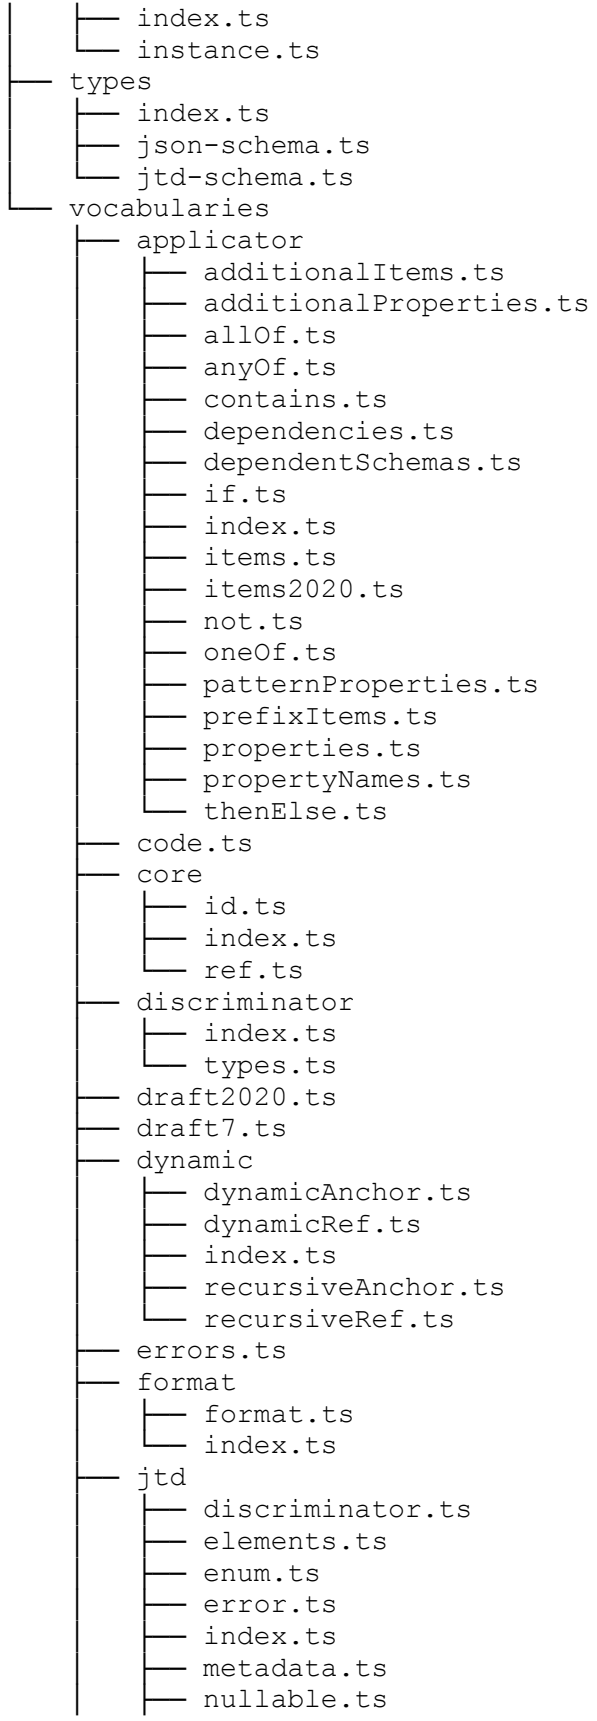 │   ├── index.ts
│   └── instance.ts
├── types
│   ├── index.ts
│   ├── json-schema.ts
│   └── jtd-schema.ts
└── vocabularies
    ├── applicator
    │   ├── additionalItems.ts
    │   ├── additionalProperties.ts
    │   ├── allOf.ts
    │   ├── anyOf.ts
    │   ├── contains.ts
    │   ├── dependencies.ts
    │   ├── dependentSchemas.ts
    │   ├── if.ts
    │   ├── index.ts
    │   ├── items.ts
    │   ├── items2020.ts
    │   ├── not.ts
    │   ├── oneOf.ts
    │   ├── patternProperties.ts
    │   ├── prefixItems.ts
    │   ├── properties.ts
    │   ├── propertyNames.ts
    │   └── thenElse.ts
    ├── code.ts
    ├── core
    │   ├── id.ts
    │   ├── index.ts
    │   └── ref.ts
    ├── discriminator
    │   ├── index.ts
    │   └── types.ts
    ├── draft2020.ts
    ├── draft7.ts
    ├── dynamic
    │   ├── dynamicAnchor.ts
    │   ├── dynamicRef.ts
    │   ├── index.ts
    │   ├── recursiveAnchor.ts
    │   └── recursiveRef.ts
    ├── errors.ts
    ├── format
    │   ├── format.ts
    │   └── index.ts
    ├── jtd
    │   ├── discriminator.ts
    │   ├── elements.ts
    │   ├── enum.ts
    │   ├── error.ts
    │   ├── index.ts
    │   ├── metadata.ts
    │   ├── nullable.ts